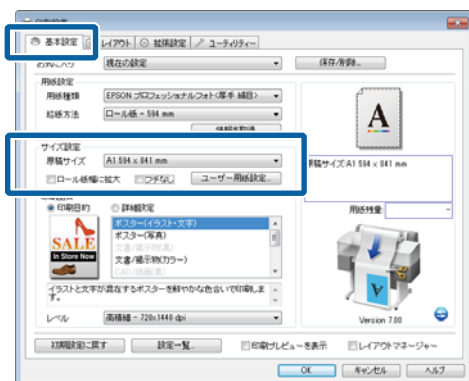 基本設定 レイアウト 拡張設定 ユーティリティー
現在の設定 保存/削除...
用紙設定
用紙種類 EPSON プロフェッショナルフォト<厚手 絹目>
給紙方法 ロール紙 - 594 mm
サイズ設定
原稿サイズ A1 594 x 841 mm
ロール紙幅に拡大 フチなし ユーザー用紙設定...
A
原稿サイズ:A1 594 x 841 mm
印刷目的 詳細設定
SALE
In Store Now
ポスター(イラスト・文字)
ポスター(写真)
文書/掲示物(黒)
文書/掲示物(カラー)
CAD/線画(黒)
イラストと文字が混在するポスターを鮮やかな色合いで印刷します。
用紙残量: -
A
レベル 高精細 - 720x1440 dpi
Version 7.00
初期設定に戻す 設定一覧... 印刷プレビューを表示 レイアウトマネージャー
OK キャンセル ヘルプ